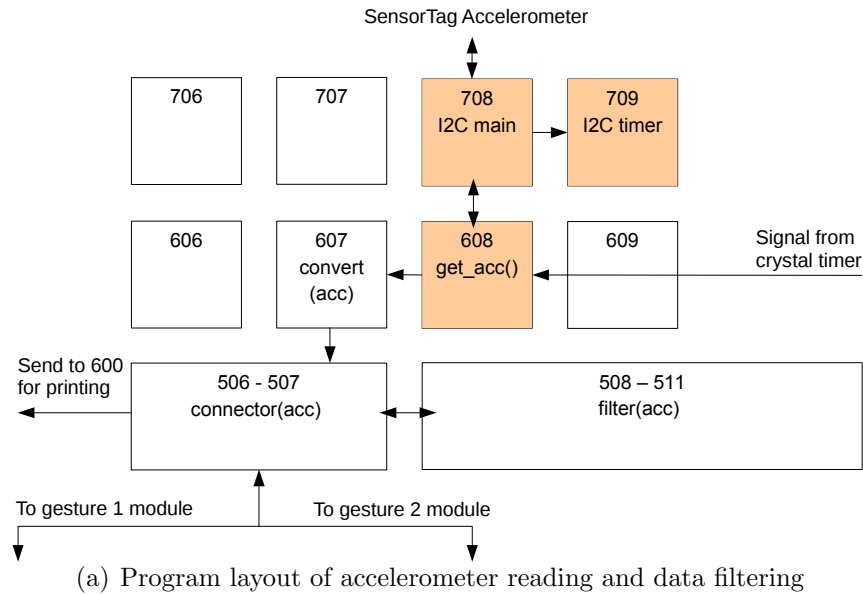 SensorTag Accelerometer
706
707
708
I2C main
709
I2C timer
606
607
convert
(acc)
608
get_acc()
609
Signal from
crystal timer
Send to 600
for printing
506 - 507
connector(acc)
508 – 511
filter(acc)
To gesture 1 module
To gesture 2 module
(a) Program layout of accelerometer reading and data filtering